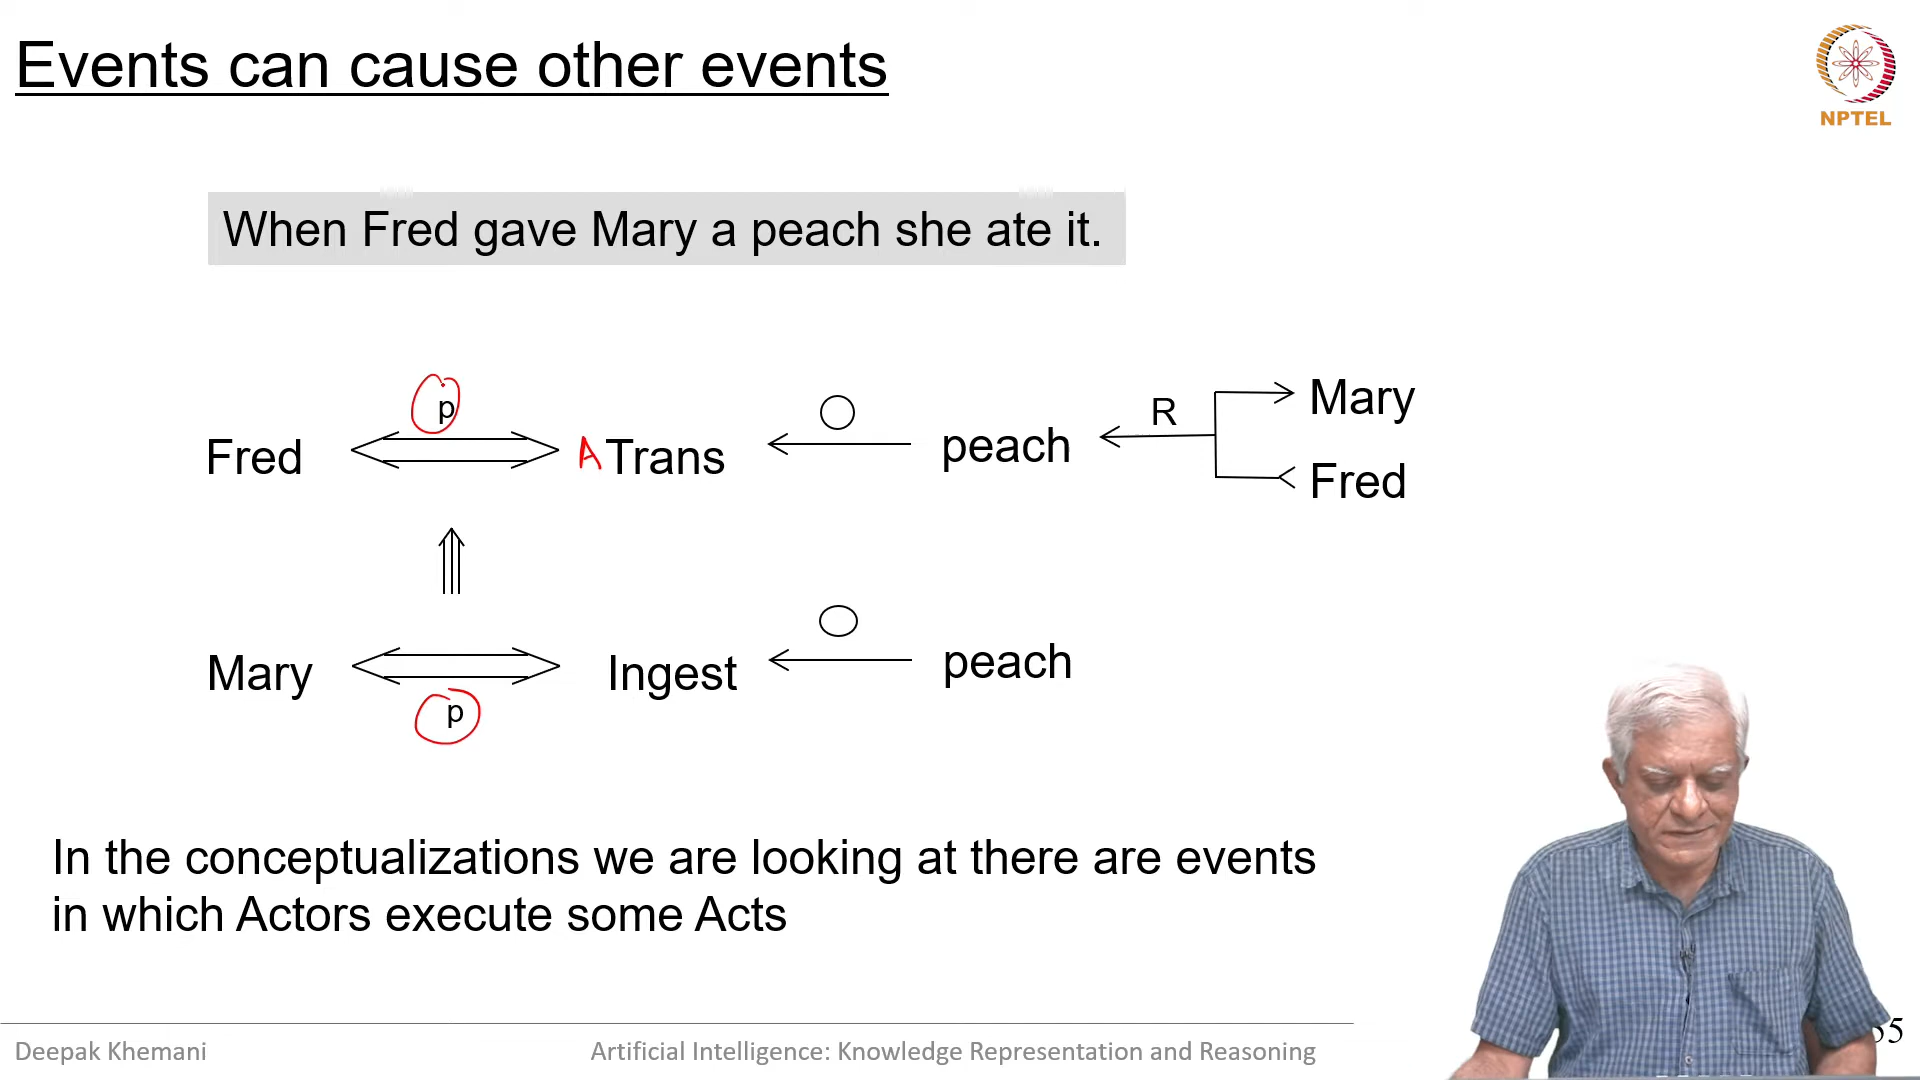 Events can cause other events
NPTEL
When Fred gave Mary a peach she ate it.
p
Fred A Trans O peach R Mary
Fred
Mary Ingest O peach
p
In the conceptualizations we are looking at there are events
in which Actors execute some Acts
Deepak Khemani Artificial Intelligence: Knowledge Representation and Reasoning